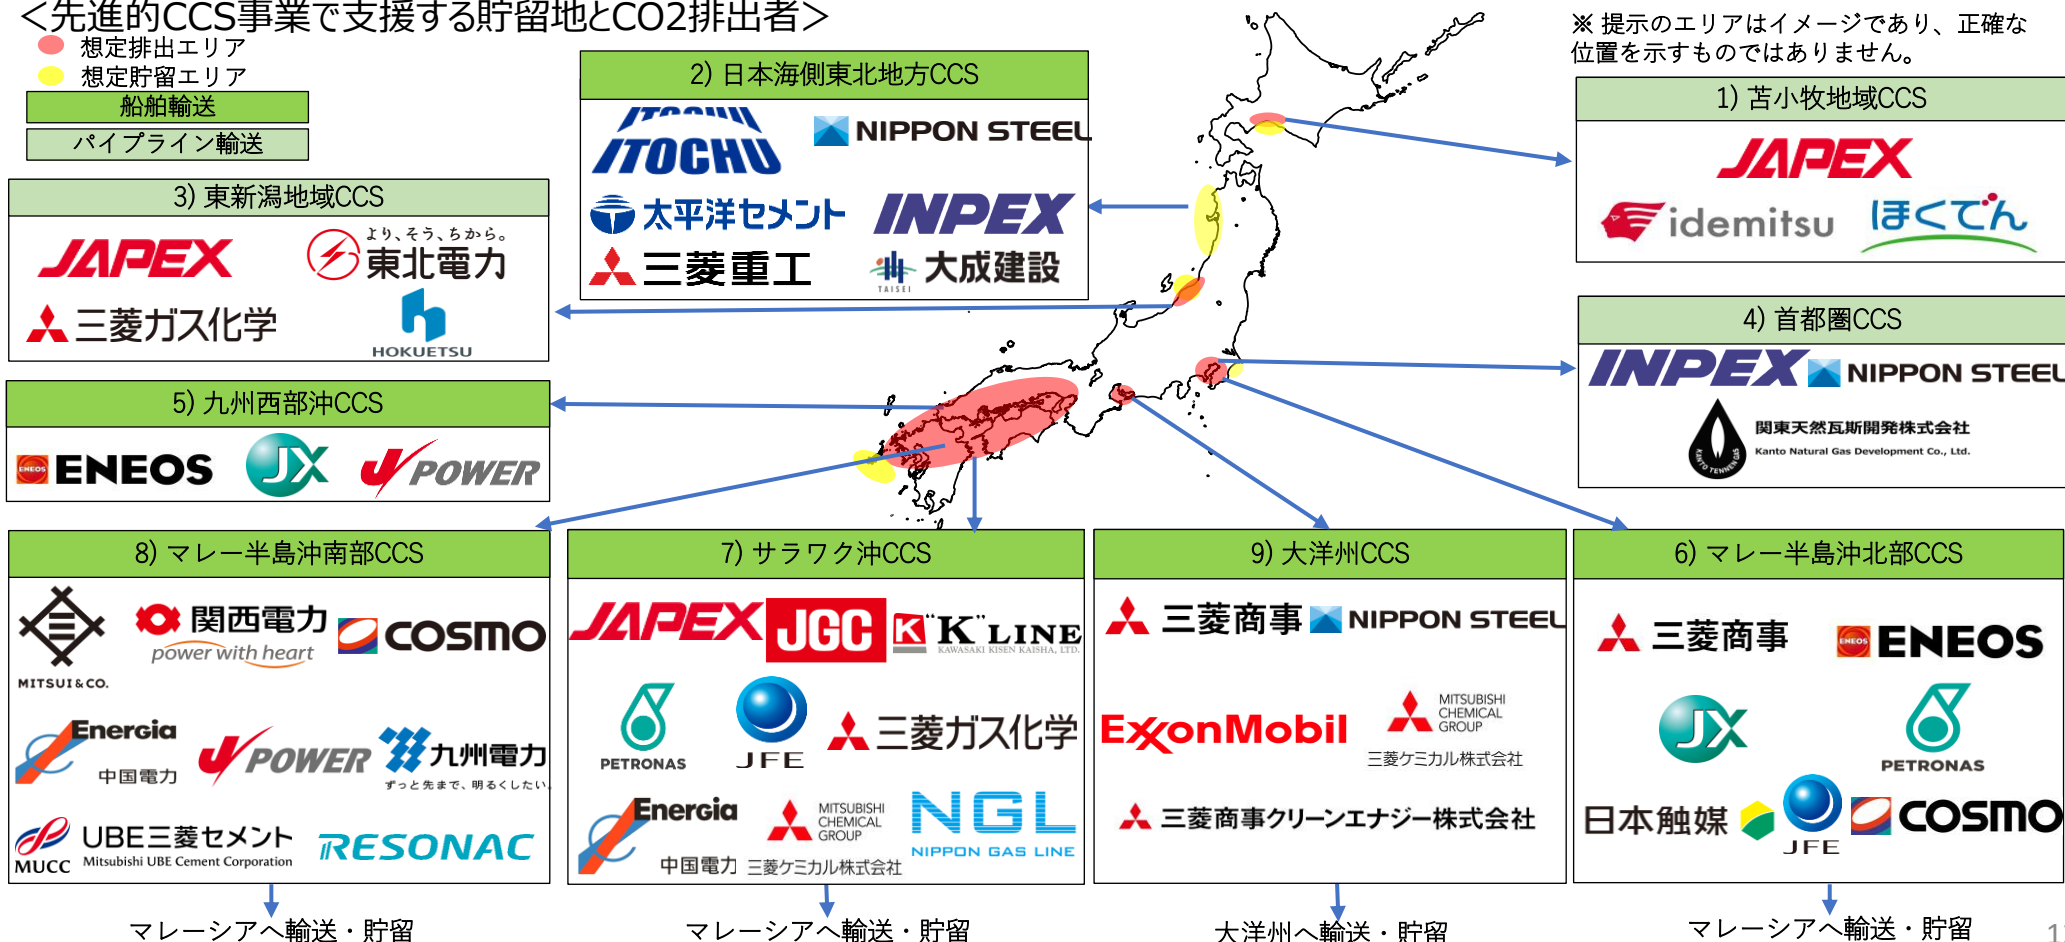 ＜先進的CCS事業で支援する貯留地とCO2排出者＞
想定排出エリア
想定貯留エリア
船舶輸送
パイプライン輸送
※ 提示のエリアはイメージであり、正確な
位置を示すものではありません。
1) 苫小牧地域CCS
JAPEX
idemitsu
ほくでん
2) 日本海側東北地方CCS
ITOCHU
ITOCHU
NIPPON STEEL
太平洋セメント
INPEX
三菱重工
TAISEI
大成建設
3) 東新潟地域CCS
JAPEX
より、そう、ちから。
東北電力
三菱ガス化学
HOKUETSU
4) 首都圏CCS
INPEX
NIPPON STEEL
KANTO TENNEN GAS
関東天然瓦斯開発株式会社
Kanto Natural Gas Development Co., Ltd.
5) 九州西部沖CCS
ENEOS
ENEOS
JX
J POWER
8) マレー半島沖南部CCS
MITSUI & CO.
関西電力
power with heart
COSMO
Energia
中国電力
J POWER
九州電力
ずっと先まで、明るくしたい。
MUCC
UBE三菱セメント
Mitsubishi UBE Cement Corporation
RESONAC
マレーシアへ輸送・貯留
7) サラワク沖CCS
JAPEX
JGC
K
"K" LINE
KAWASAKI KISEN KAISHA, LTD.
PETRONAS
JFE
三菱ガス化学
Energia
中国電力
MITSUBISHI
CHEMICAL
GROUP
三菱ケミカル株式会社
NGL
NIPPON GAS LINE
マレーシアへ輸送・貯留
9) 大洋州CCS
三菱商事
NIPPON STEEL
ExxonMobil
MITSUBISHI
CHEMICAL
GROUP
三菱ケミカル株式会社
三菱商事クリーンエナジー株式会社
大洋州へ輸送・貯留
6) マレー半島沖北部CCS
三菱商事
ENEOS
ENEOS
JX
PETRONAS
日本触媒
JFE
COSMO
マレーシアへ輸送・貯留
1